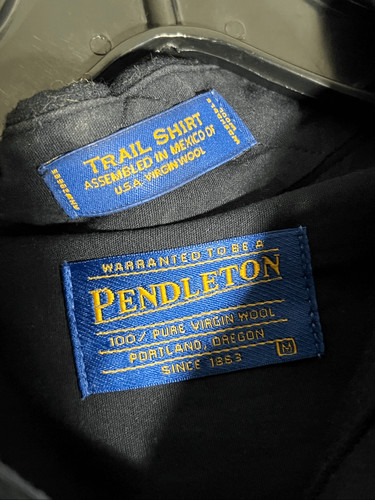 TRAIL SHIRT
ASSEMBLED IN MEXICO OF
U.S.A. VIRGIN WOOL
WARRANTED TO BE A
PENDLETON
100% PURE VIRGIN WOOL
PORTLAND, OREGON
SINCE 1863
M